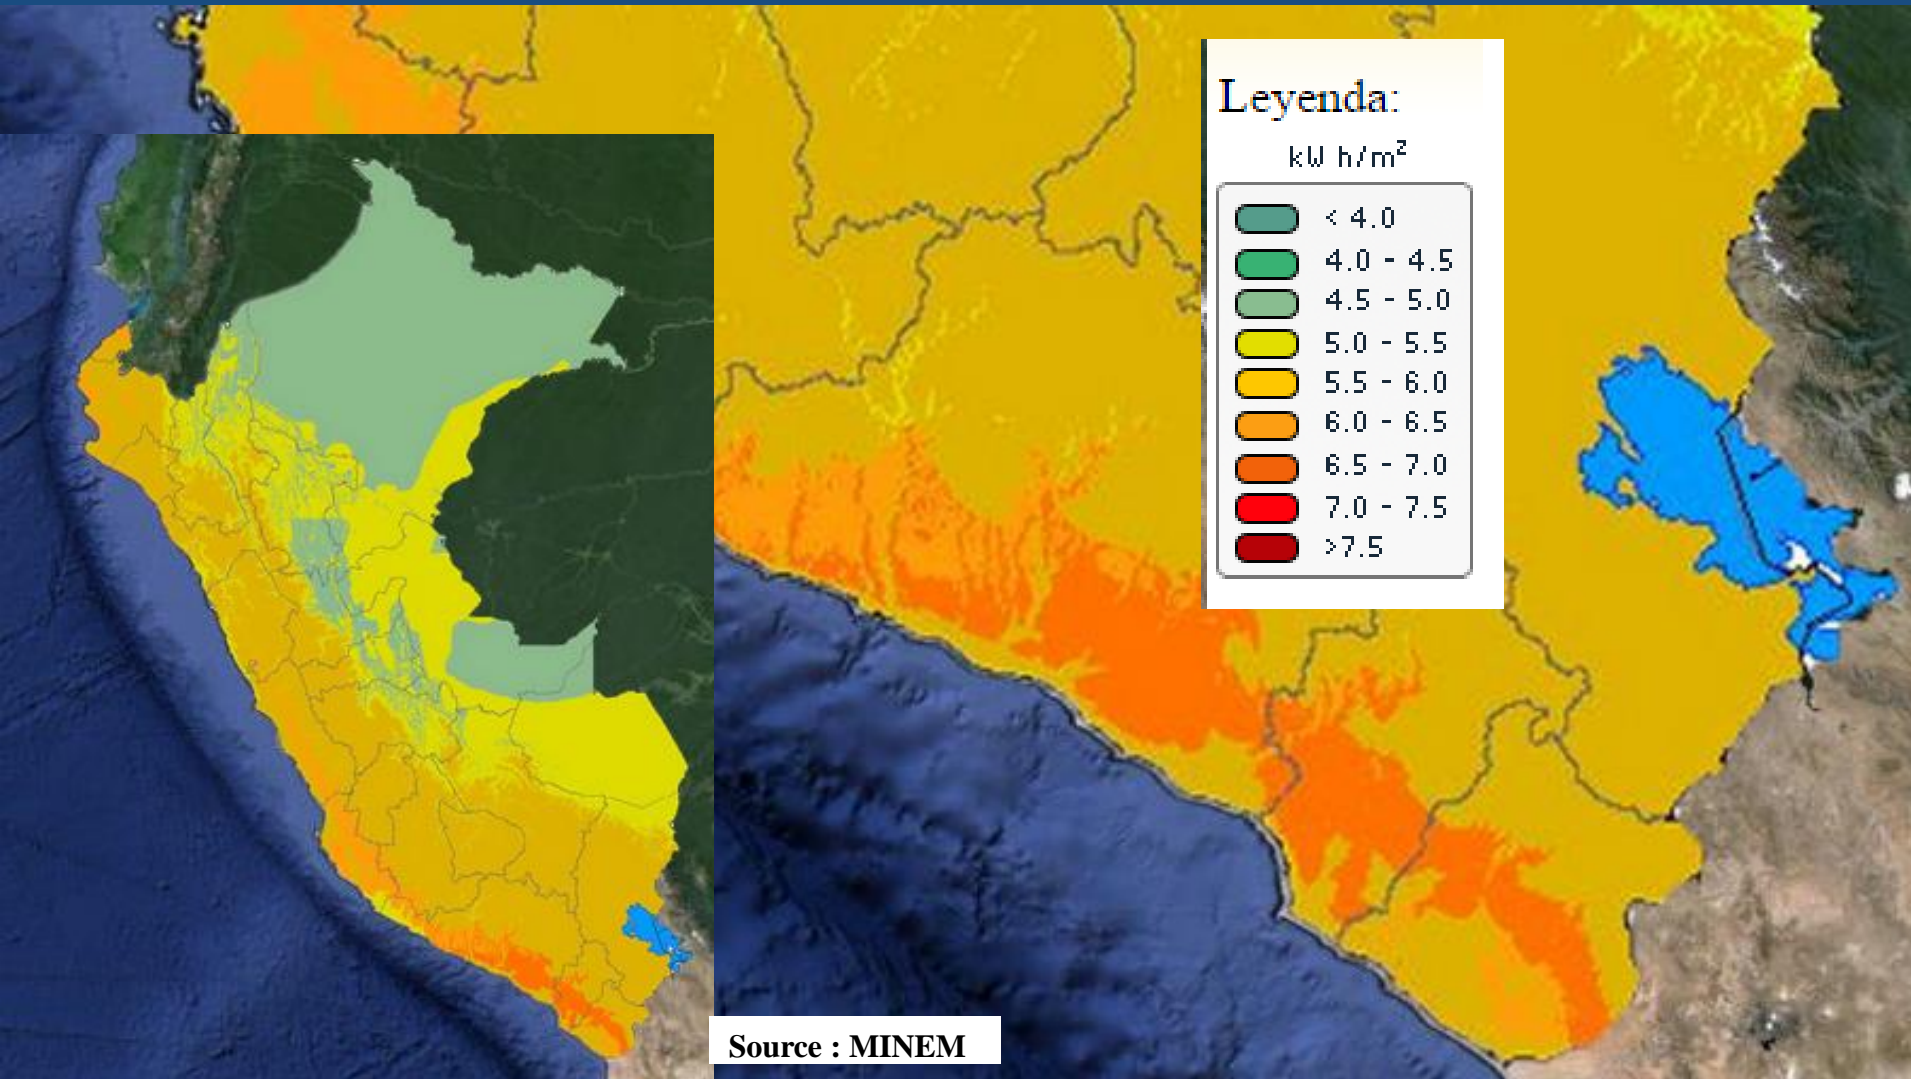 Leyenda:
kW h/m²
< 4.0
4.0 - 4.5
4.5 - 5.0
5.0 - 5.5
5.5 - 6.0
6.0 - 6.5
6.5 - 7.0
7.0 - 7.5
>7.5
Source : MINEM